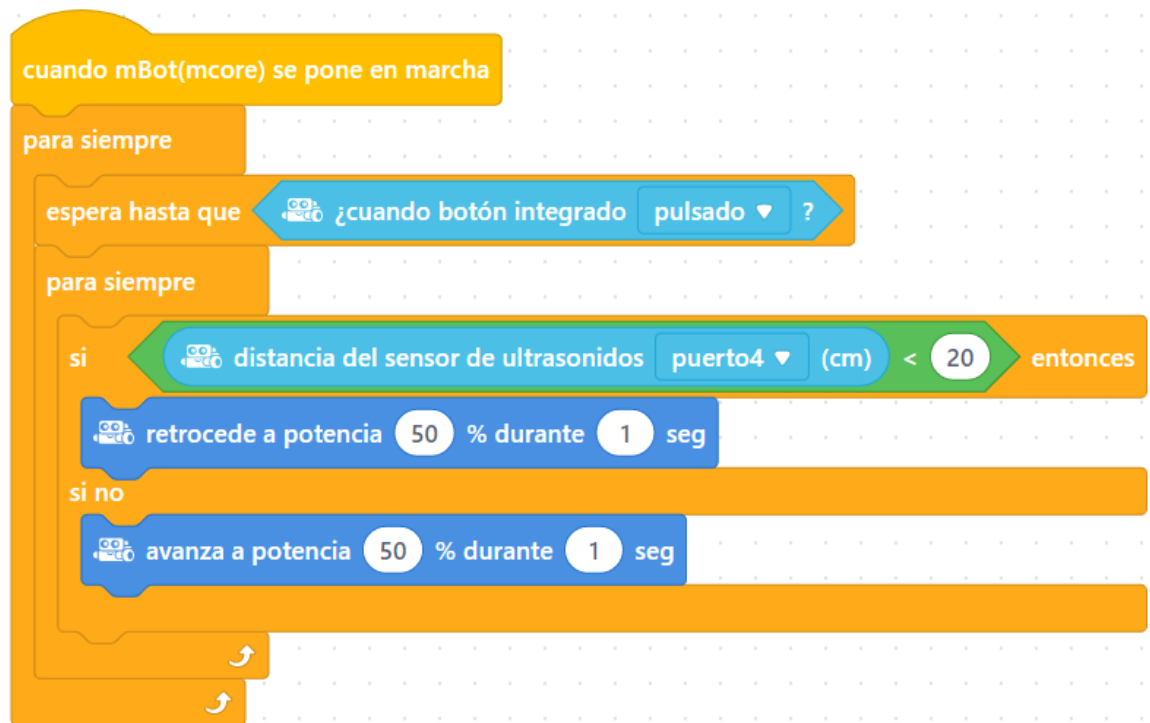 cuando mBot(mcore) se pone en marcha
para siempre
espera hasta que ¿cuando botón integrado pulsado ?
para siempre
si distancia del sensor de ultrasonidos puerto4 (cm) < 20 entonces
retrocede a potencia 50 % durante 1 seg
si no
avanza a potencia 50 % durante 1 seg